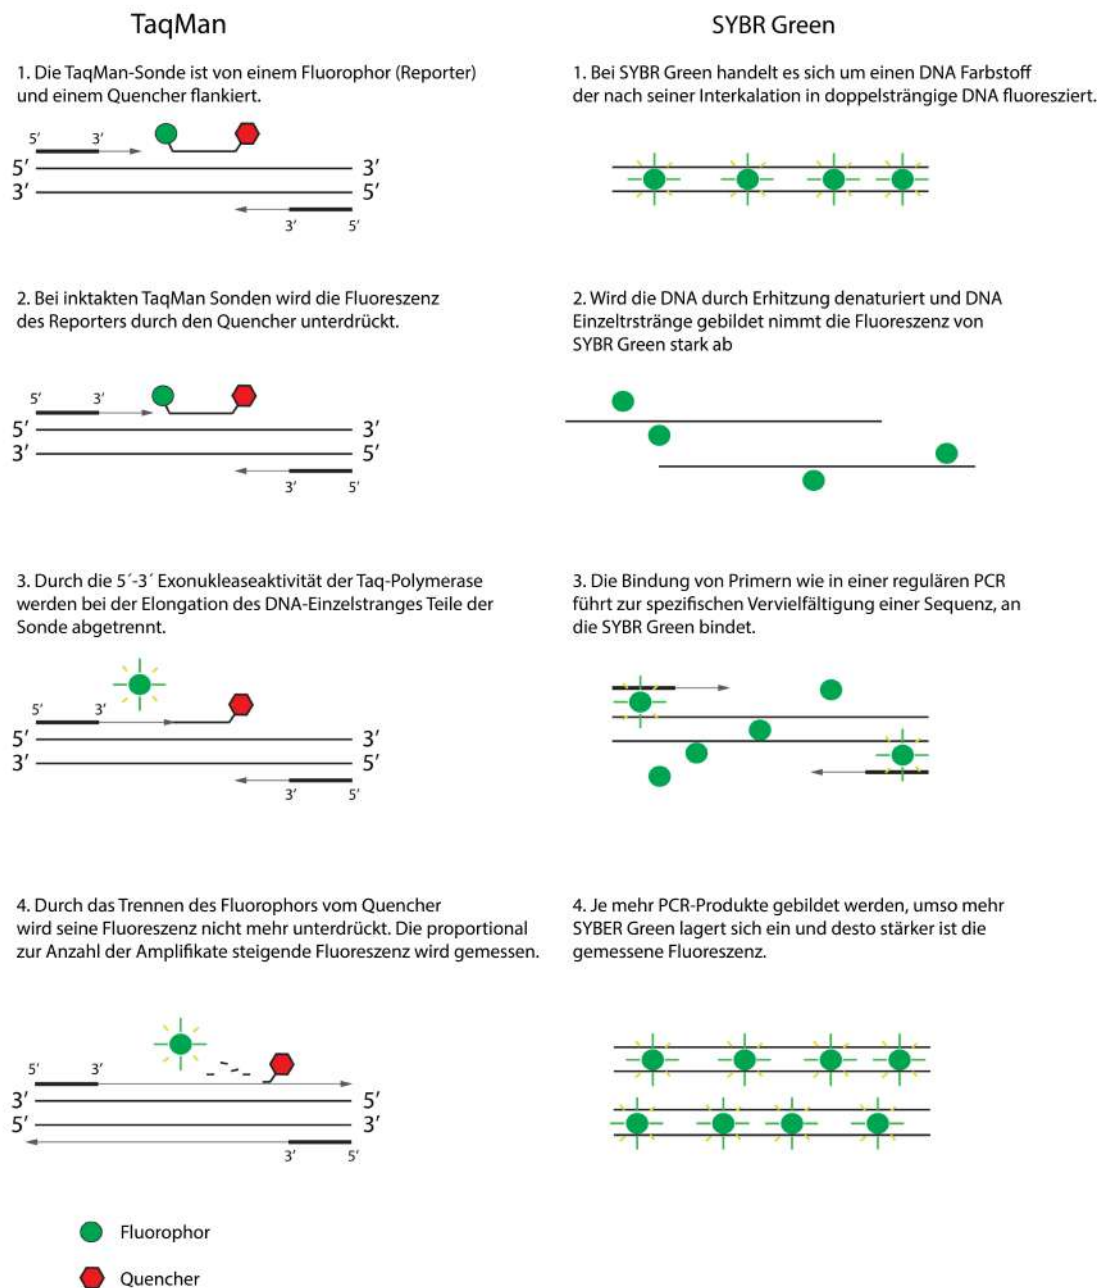 TaqMan
1. Die TaqMan-Sonde ist von einem Fluorophor (Reporter)
und einem Quencher flankiert.
5′ 3′
5′ 3′
3′ 5′
3′ 5′
2. Bei inktakten TaqMan Sonden wird die Fluoreszenz
des Reporters durch den Quencher unterdrückt.
5′ 3′
5′ 3′
3′ 5′
3′ 5′
3. Durch die 5´-3´ Exonukleaseaktivität der Taq-Polymerase
werden bei der Elongation des DNA-Einzelstranges Teile der
Sonde abgetrennt.
5′ 3′
5′ 3′
3′ 5′
3′ 5′
4. Durch das Trennen des Fluorophors vom Quencher
wird seine Fluoreszenz nicht mehr unterdrückt. Die proportional
zur Anzahl der Amplifikate steigende Fluoreszenz wird gemessen.
5′ 3′
3′ 5′
5′ 3′
3′ 5′
Fluorophor
Quencher
SYBR Green
1. Bei SYBR Green handelt es sich um einen DNA Farbstoff
der nach seiner Interkalation in doppelsträngige DNA fluoresziert.
2. Wird die DNA durch Erhitzung denaturiert und DNA
Einzeltrstränge gebildet nimmt die Fluoreszenz von
SYBR Green stark ab
3. Die Bindung von Primern wie in einer regulären PCR
führt zur spezifischen Vervielfältigung einer Sequenz, an
die SYBR Green bindet.
4. Je mehr PCR-Produkte gebildet werden, umso mehr
SYBER Green lagert sich ein und desto stärker ist die
gemessene Fluoreszenz.